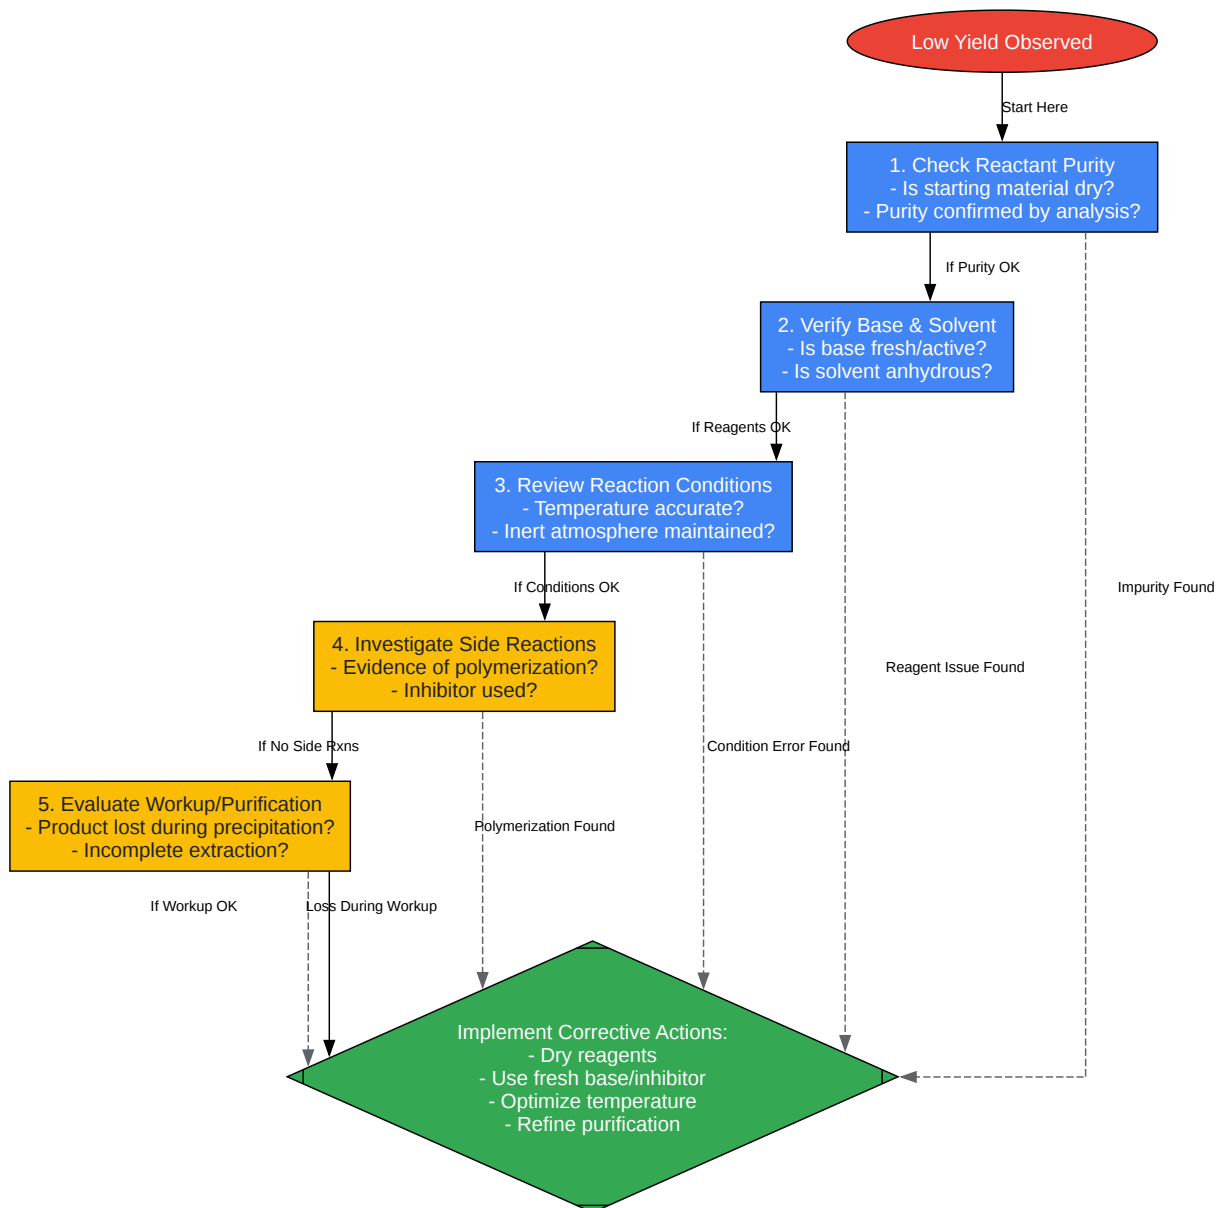 Low Yield Observed
Start Here
1. Check Reactant Purity
- Is starting material dry?
- Purity confirmed by analysis?
If Purity OK
2. Verify Base & Solvent
- Is base fresh/active?
- Is solvent anhydrous?
If Reagents OK
3. Review Reaction Conditions
- Temperature accurate?
- Inert atmosphere maintained?
If Conditions OK
Impurity Found
4. Investigate Side Reactions
- Evidence of polymerization?
- Inhibitor used?
Reagent Issue Found
If No Side Rxns
Condition Error Found
5. Evaluate Workup/Purification
- Product lost during precipitation?
- Incomplete extraction?
Polymerization Found
If Workup OK
Loss During Workup
Implement Corrective Actions:
- Dry reagents
- Use fresh base/inhibitor
- Optimize temperature
- Refine purification